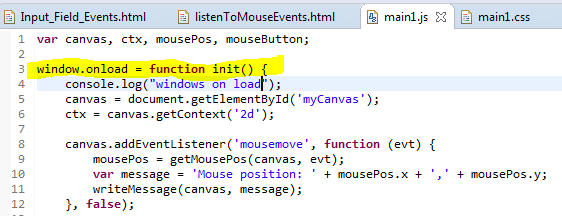 Input_Field_Events.html listenToMouseEvents.html main1.js main1.css
1 var canvas, ctx, mousePos, mouseButton;
2
3 window.onload = function init() {
4     console.log("windows on load");
5     canvas = document.getElementById('myCanvas');
6     ctx = canvas.getContext('2d');
7
8     canvas.addEventListener('mousemove', function (evt) {
9         mousePos = getMousePos(canvas, evt);
10         var message = 'Mouse position: ' + mousePos.x + ',' + mousePos.y;
11         writeMessage(canvas, message);
12     }, false);